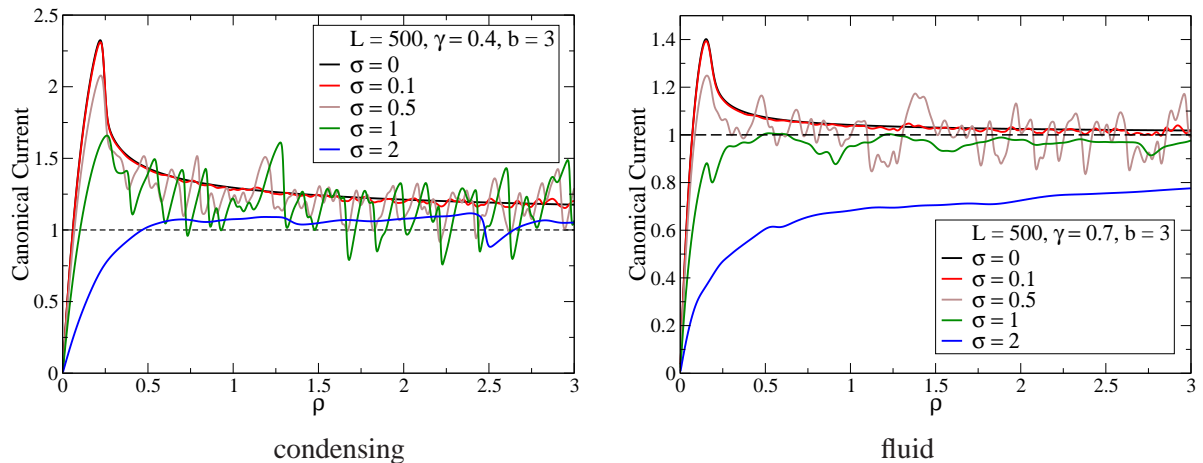 2.5
2
1.5
1
0.5
0
Canonical Current
L = 500, γ = 0.4, b = 3
σ = 0
σ = 0.1
σ = 0.5
σ = 1
σ = 2
0 0.5 1 1.5 2 2.5 3
ρ
condensing
1.4
1.2
1
0.8
0.6
0.4
0.2
0
Canonical Current
L = 500, γ = 0.7, b = 3
σ = 0
σ = 0.1
σ = 0.5
σ = 1
σ = 2
0 0.5 1 1.5 2 2.5 3
ρ
fluid